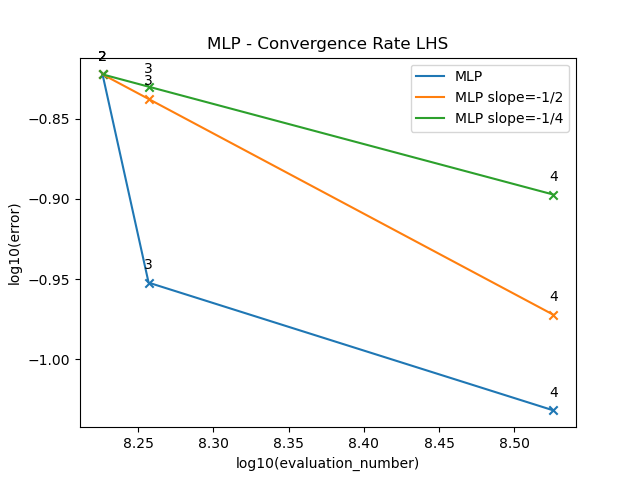 MLP - Convergence Rate LHS
2
3
3
3
4
4
4
MLP
MLP slope=-1/2
MLP slope=-1/4
log10(error)
−0.85
−0.90
−0.95
−1.00
8.25
8.30
8.35
8.40
8.45
8.50
log10(evaluation_number)